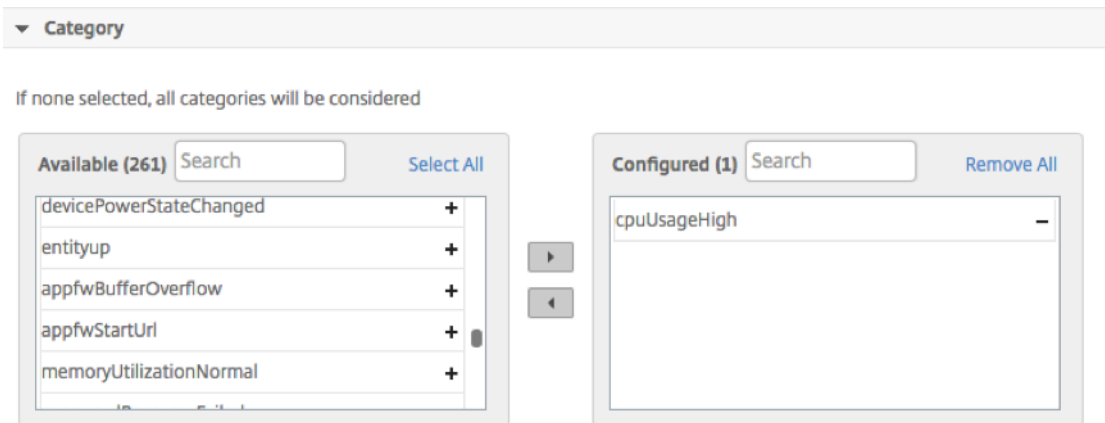 Category
If none selected, all categories will be considered
Available (261) Search Select All
devicePowerStateChanged
entityup
appfwBufferOverflow
appfwStartUrl
memoryUtilizationNormal
Configured (1) Search Remove All
cpuUsageHigh